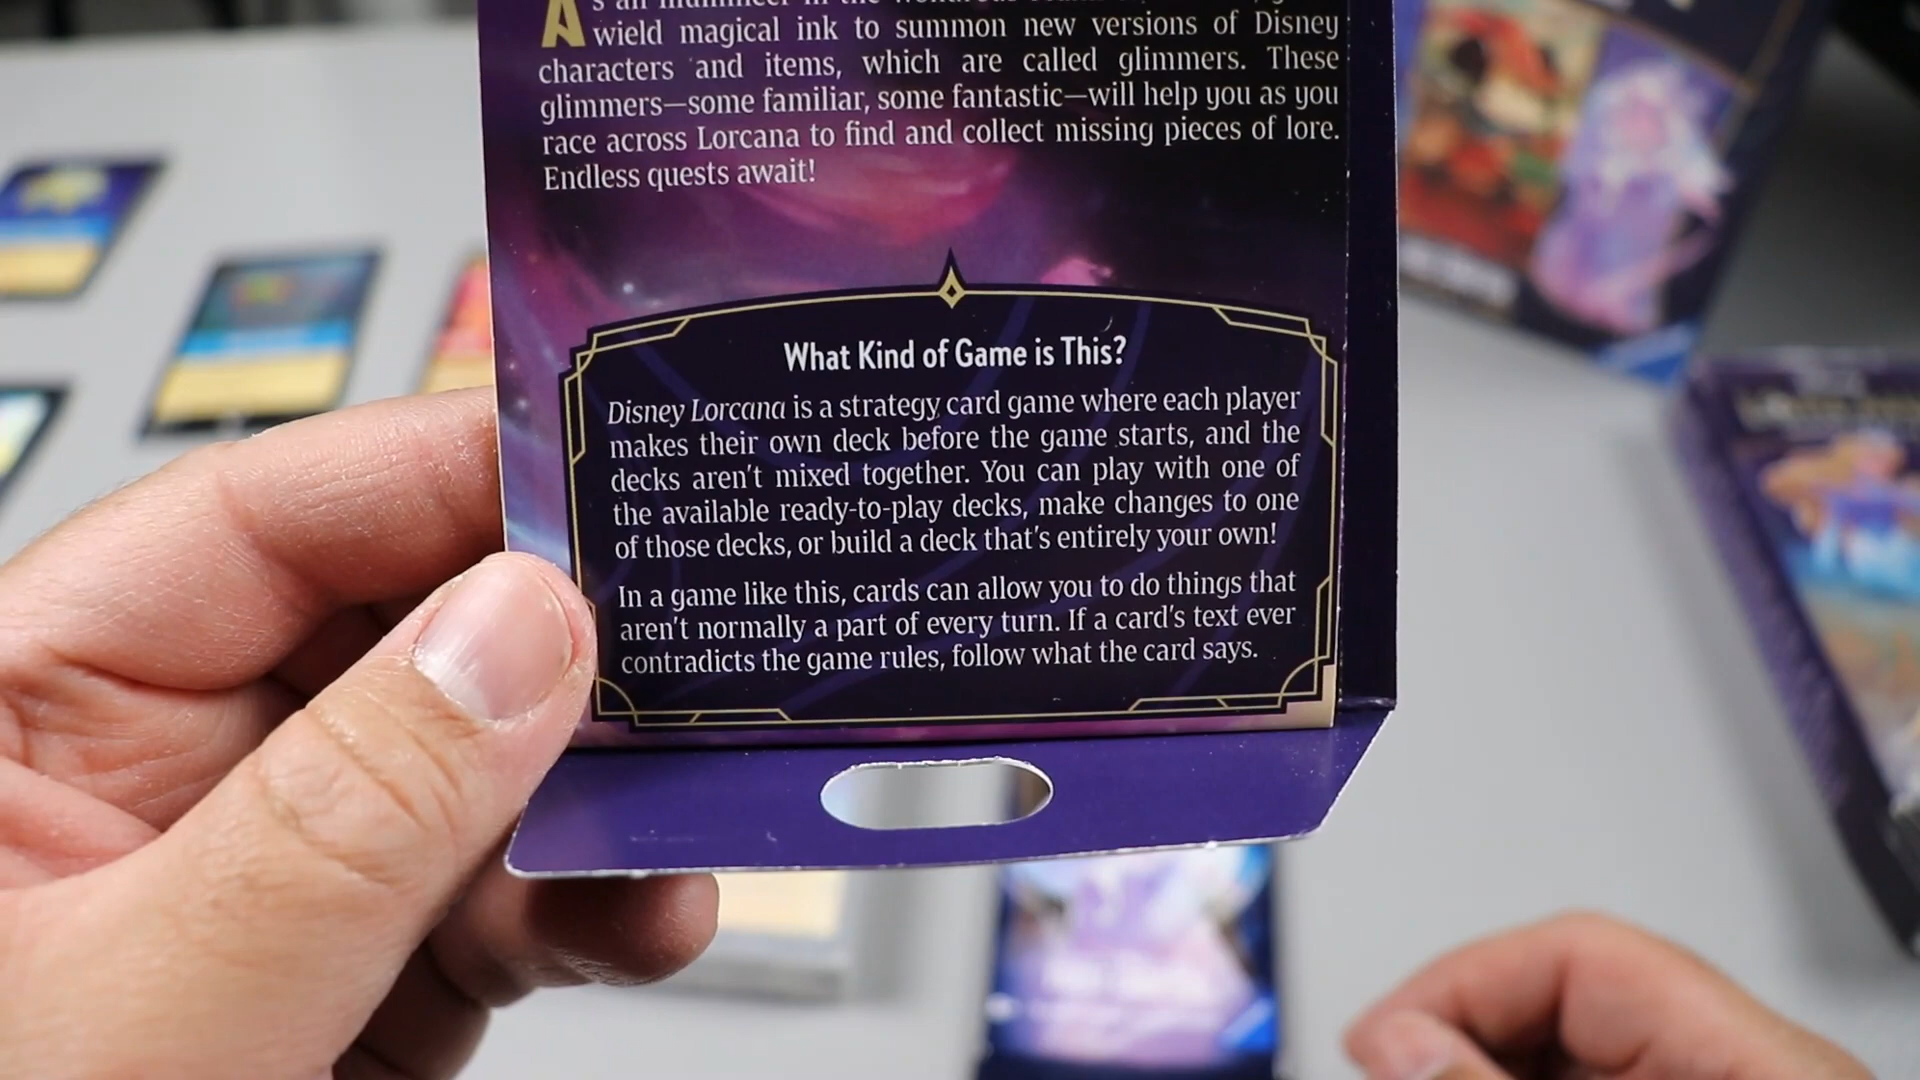 As an Illumineer in the
wield magical ink to summon new versions of Disney
characters and items, which are called glimmers. These
glimmers—some familiar, some fantastic—will help you as you
race across Lorcana to find and collect missing pieces of lore.
Endless quests await!
What Kind of Game is This?
Disney Lorcana is a strategy card game where each player
makes their own deck before the game starts, and the
decks aren't mixed together. You can play with one of
the available ready-to-play decks, make changes to one
of those decks, or build a deck that's entirely your own!
In a game like this, cards can allow you to do things that
aren't normally a part of every turn. If a card's text ever
contradicts the game rules, follow what the card says.